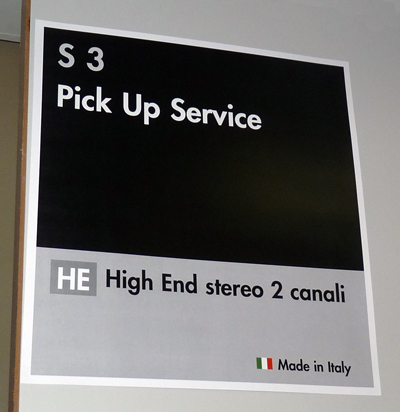 S 3
Pick Up Service
HE High End stereo 2 canali
Made in Italy